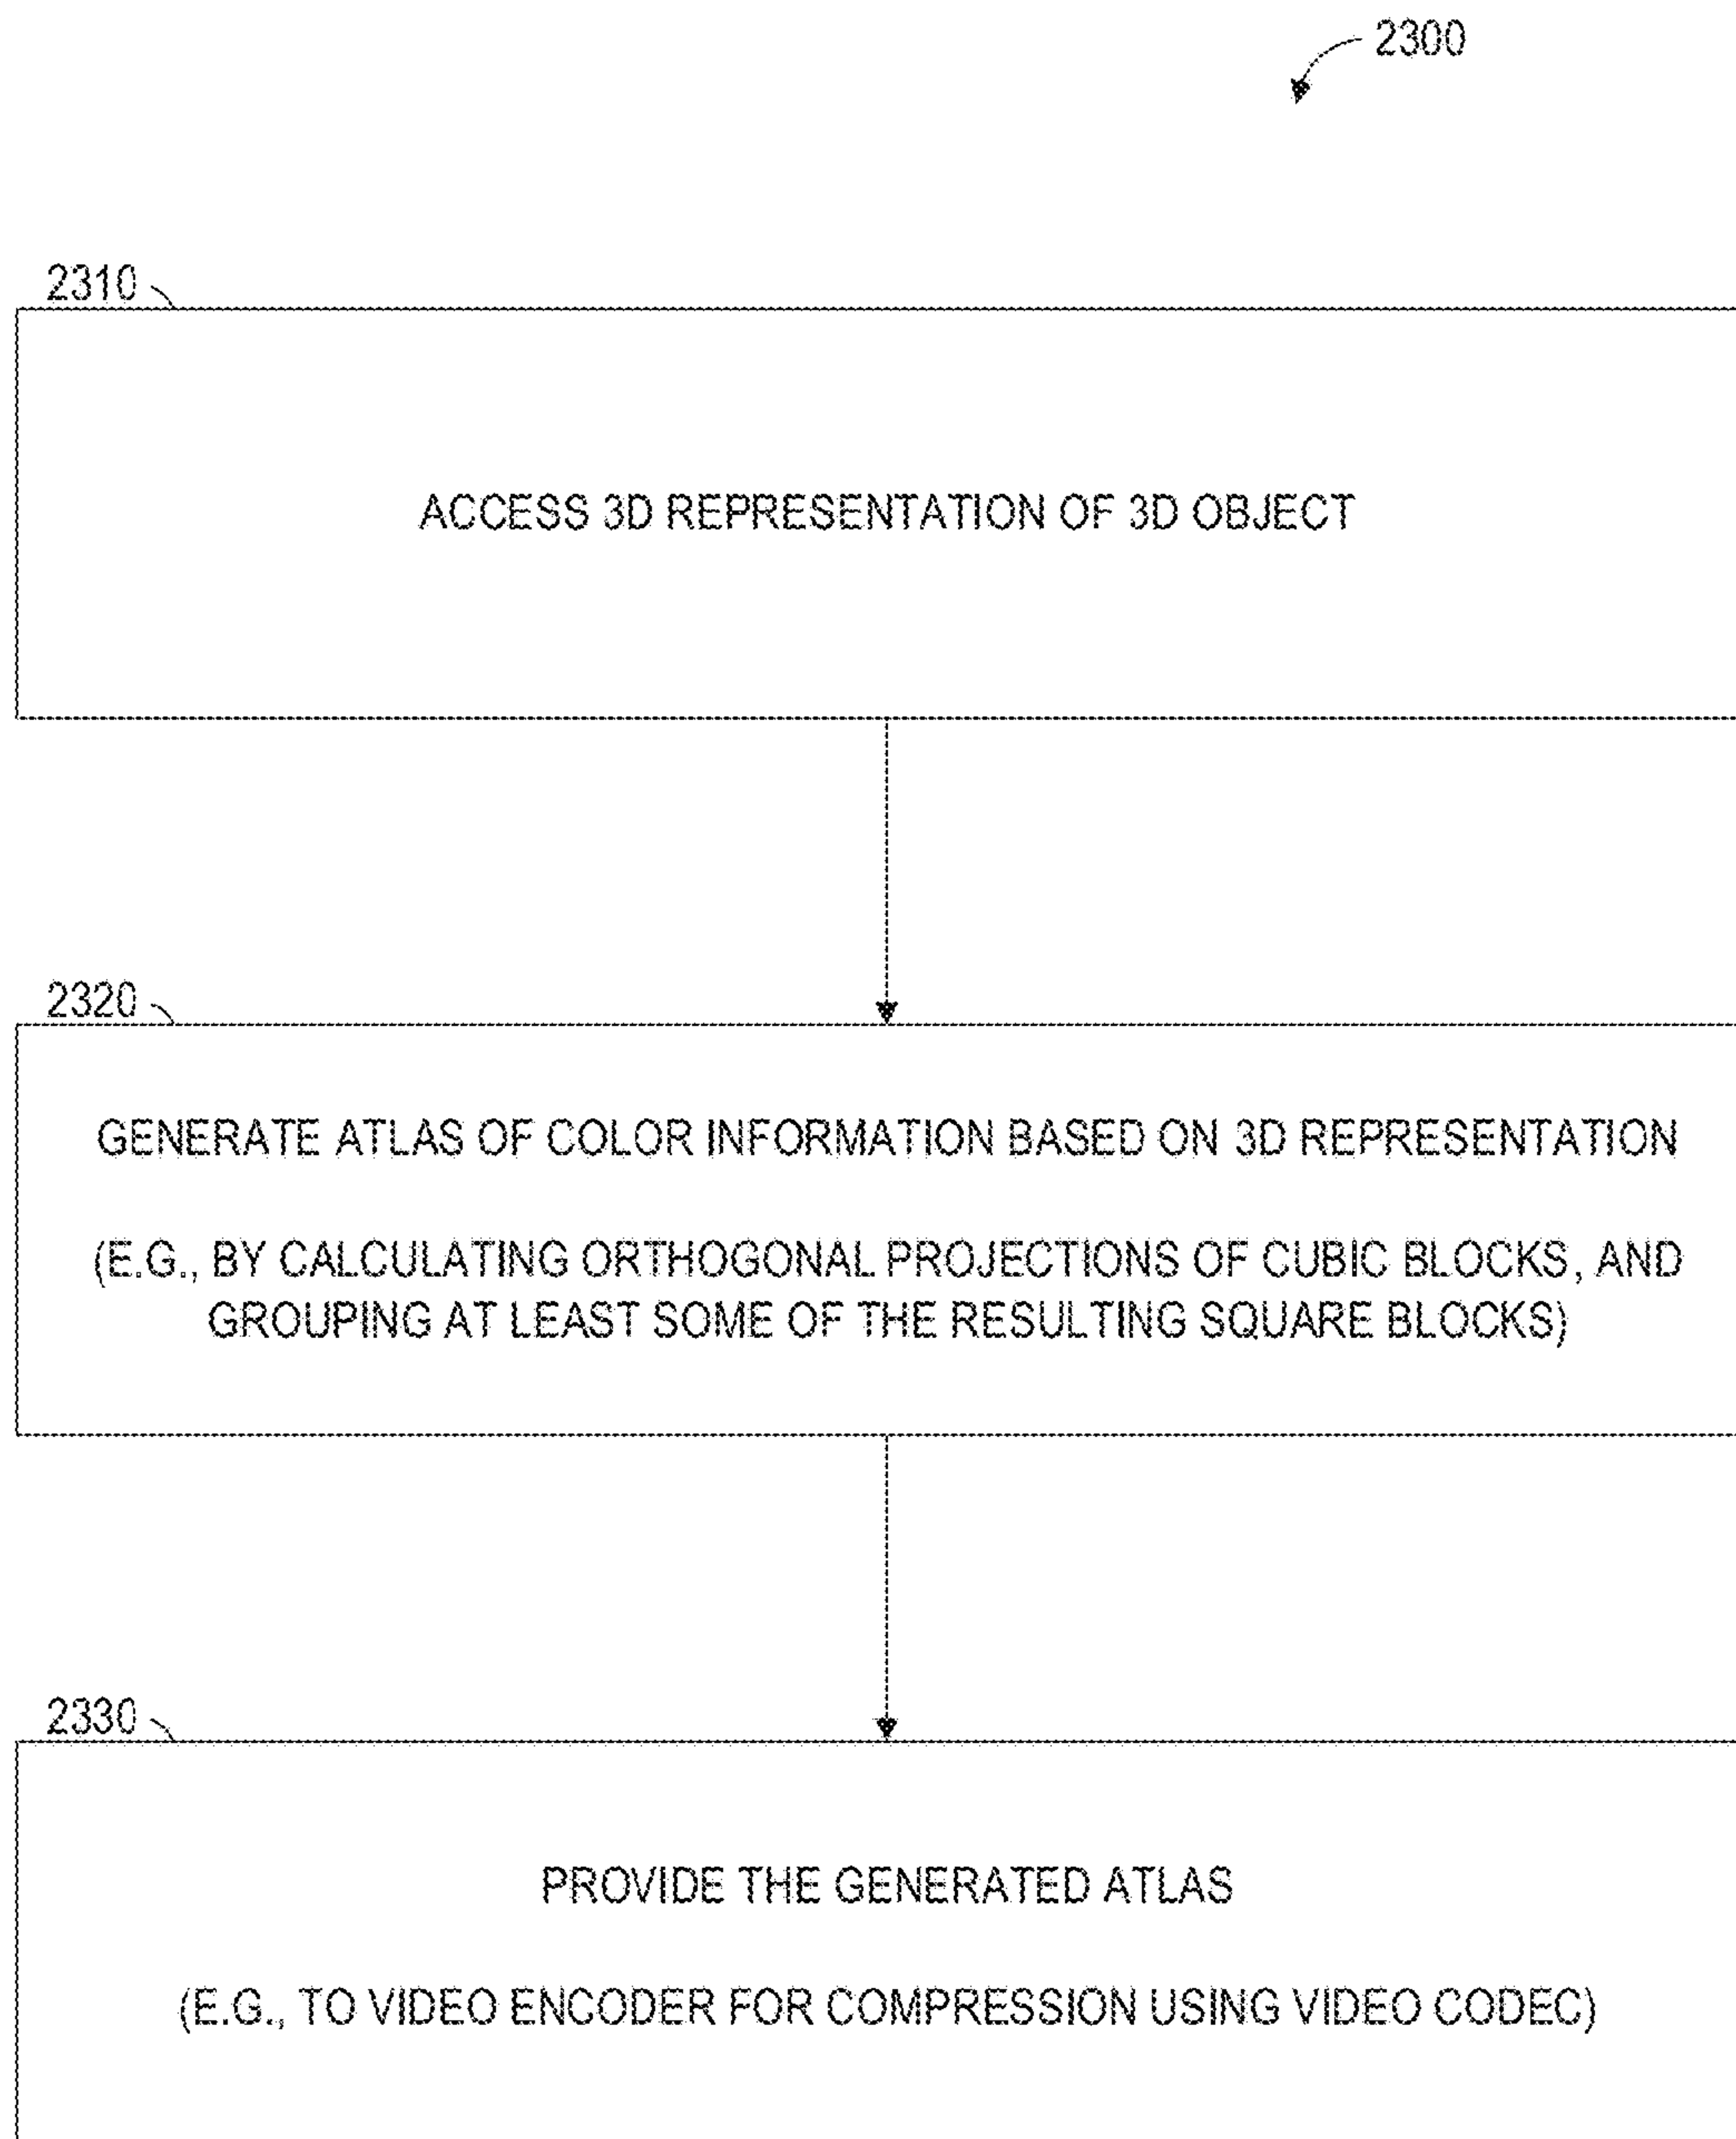 2300
2310
ACCESS 3D REPRESENTATION OF 3D OBJECT
2320
GENERATE ATLAS OF COLOR INFORMATION BASED ON 3D REPRESENTATION
(E.G., BY CALCULATING ORTHOGONAL PROJECTIONS OF CUBIC BLOCKS, AND
GROUPING AT LEAST SOME OF THE RESULTING SQUARE BLOCKS)
2330
PROVIDE THE GENERATED ATLAS
(E.G., TO VIDEO ENCODER FOR COMPRESSION USING VIDEO CODEC)